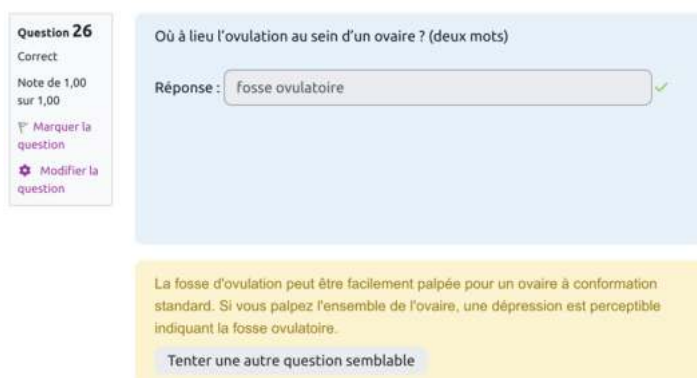 Question 26
Correct
Note de 1,00
sur 1,00
Marquer la
question
Modifier la
question
Où à lieu l'ovulation au sein d'un ovaire ? (deux mots)
Réponse : fosse ovulatoire
La fosse d'ovulation peut être facilement palpée pour un ovaire à conformation
standard. Si vous palpez l'ensemble de l'ovaire, une dépression est perceptible
indiquant la fosse ovulatoire.
Tenter une autre question semblable